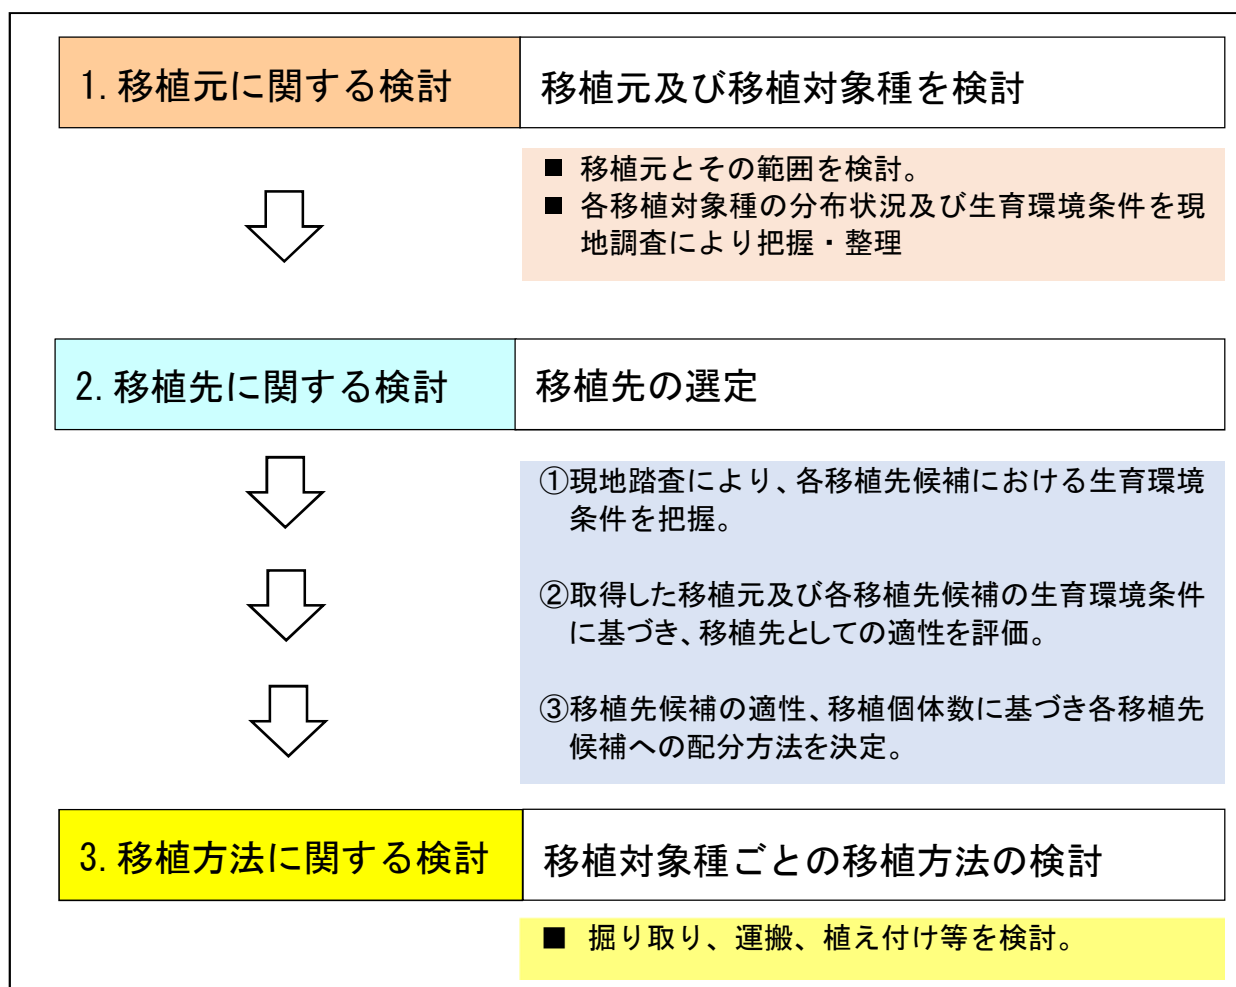 1.移植元に関する検討
移植元及び移植対象種を検討
■ 移植元とその範囲を検討。
■ 各移植対象種の分布状況及び生育環境条件を現
地調査により把握・整理
2.移植先に関する検討
移植先の選定
①現地踏査により、各移植先候補における生育環境
条件を把握。
②取得した移植元及び各移植先候補の生育環境条件
に基づき、移植先としての適性を評価。
③移植先候補の適性、移植個体数に基づき各移植先
候補への配分方法を決定。
3.移植方法に関する検討
移植対象種ごとの移植方法の検討
■ 掘り取り、運搬、植え付け等を検討。